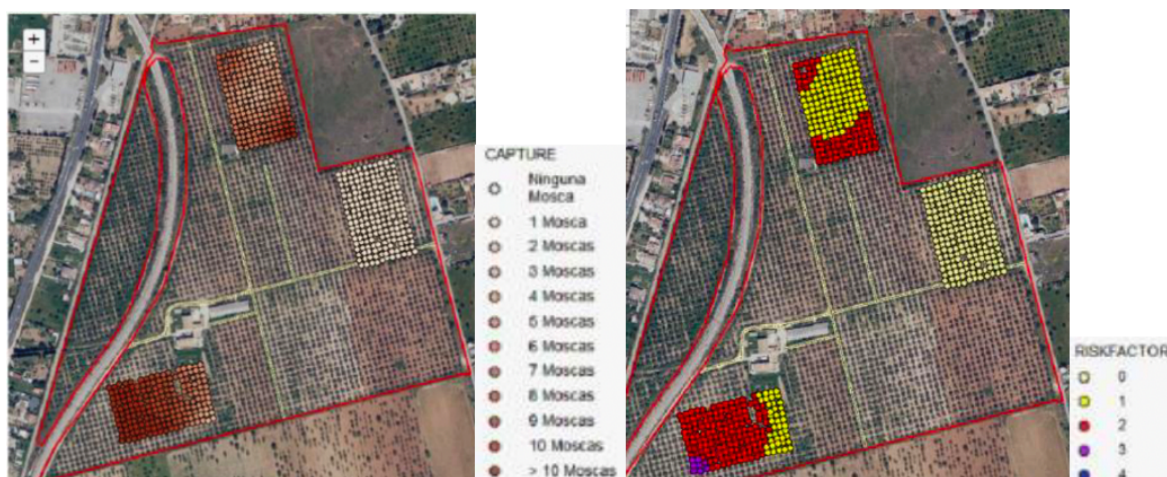 +
−
CAPTURE
Ninguna
Mosca
1 Mosca
2 Moscas
3 Moscas
4 Moscas
5 Moscas
6 Moscas
7 Moscas
8 Moscas
9 Moscas
10 Moscas
> 10 Moscas
RISKFACTOR
0
1
2
3
4